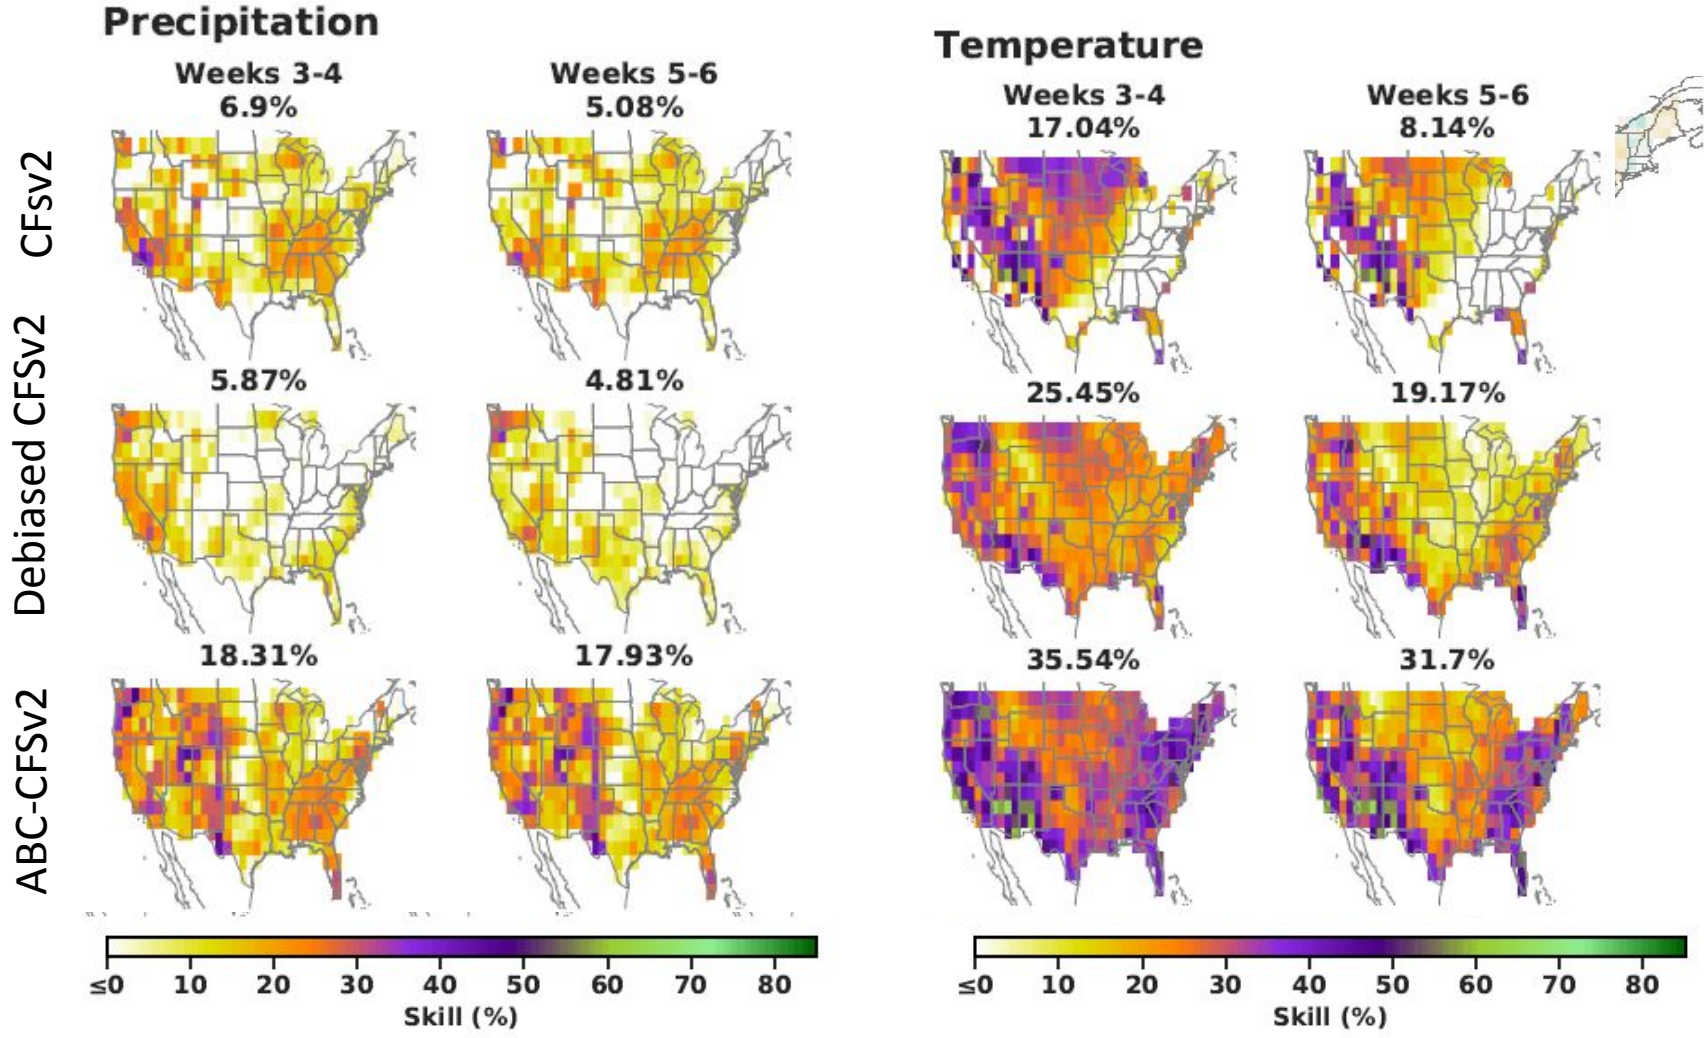 Precipitation
Temperature
Weeks 3-4
Weeks 5-6
6.9%
5.08%
Weeks 3-4
Weeks 5-6
17.04%
8.14%
CFsv2
5.87%
4.81%
25.45%
19.17%
Debiased CFSv2
18.31%
17.93%
35.54%
31.7%
ABC-CFSv2
≤0 10 20 30 40 50 60 70 80
Skill (%)
≤0 10 20 30 40 50 60 70 80
Skill (%)